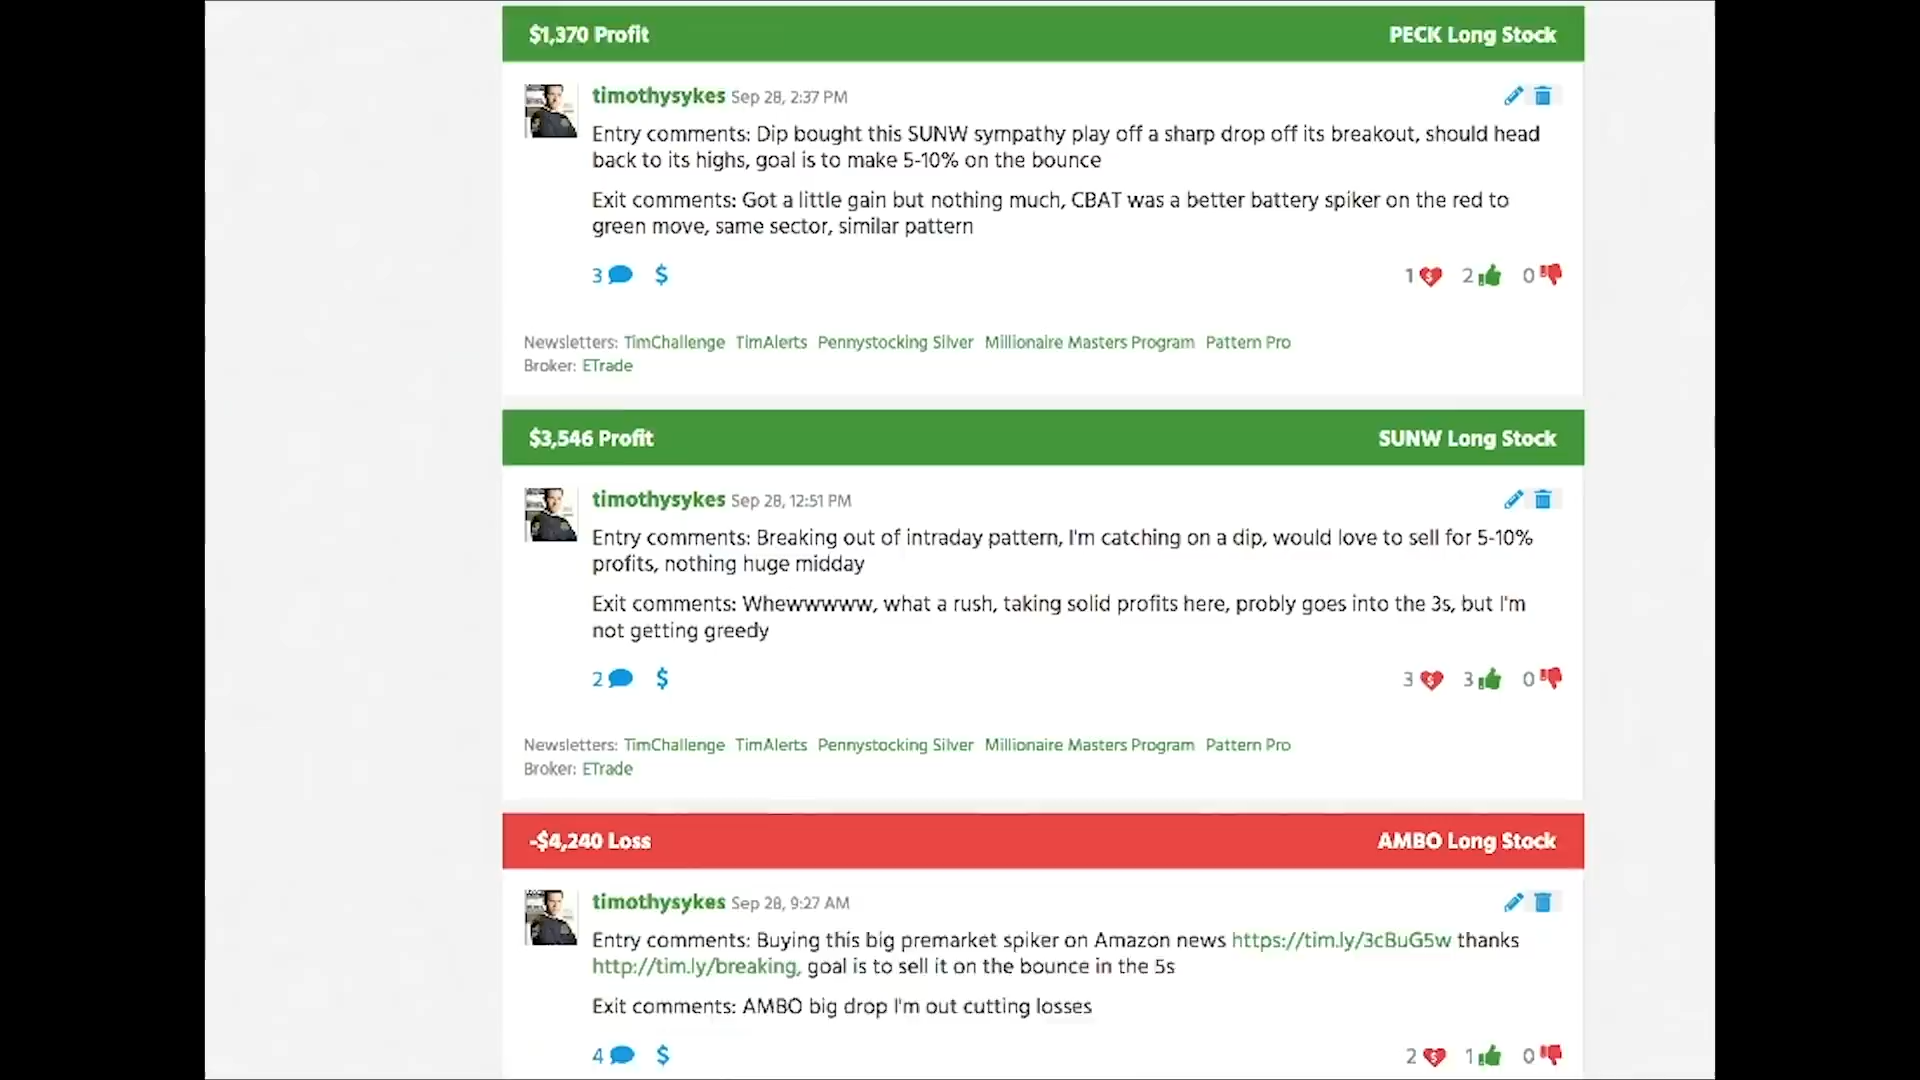 $1,370 Profit PECK Long Stock
timothysykes Sep 28, 2:37 PM
Entry comments: Dip bought this SUNW sympathy play off a sharp drop off its breakout, should head
back to its highs, goal is to make 5-10% on the bounce
Exit comments: Got a little gain but nothing much, CBAT was a better battery spiker on the red to
green move, same sector, similar pattern
3 $ 1 $ 2 0
Newsletters: TimChallenge TimAlerts Pennystocking Silver Millionaire Masters Program Pattern Pro
Broker: ETrade
$3,546 Profit SUNW Long Stock
timothysykes Sep 28, 12:51 PM
Entry comments: Breaking out of intraday pattern, I'm catching on a dip, would love to sell for 5-10%
profits, nothing huge midday
Exit comments: Whewwwww, what a rush, taking solid profits here, probly goes into the 3s, but I'm
not getting greedy
2 $ 3 $ 3 0
Newsletters: TimChallenge TimAlerts Pennystocking Silver Millionaire Masters Program Pattern Pro
Broker: ETrade
-$4,240 Loss AMBO Long Stock
timothysykes Sep 28, 9:27 AM
Entry comments: Buying this big premarket spiker on Amazon news https://tim.ly/3cBuG5w thanks
http://tim.ly/breaking, goal is to sell it on the bounce in the 5s
Exit comments: AMBO big drop I'm out cutting losses
4 $ 2 $ 1 0